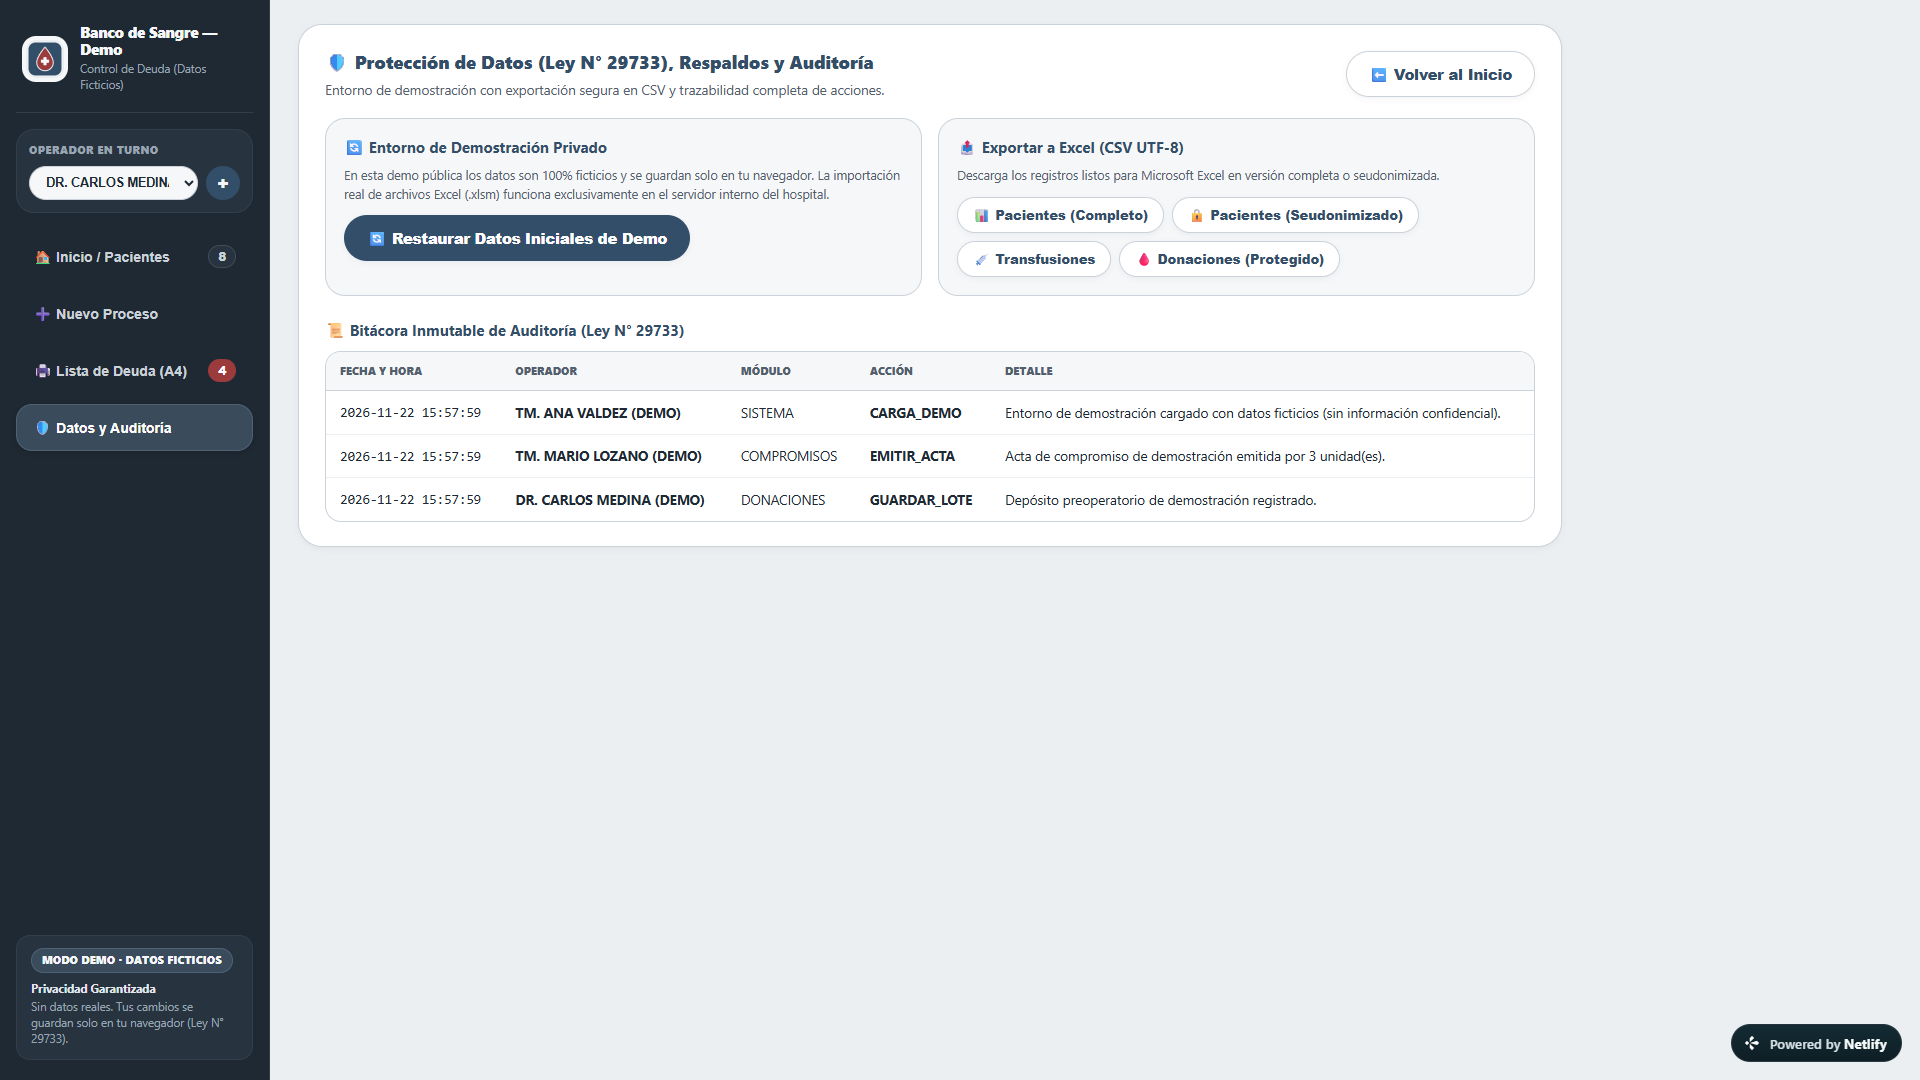 Banco de Sangre —
Demo
Control de Deuda (Datos
Ficticios)
OPERADOR EN TURNO
DR. CARLOS MEDIN
+
Inicio / Pacientes
8
Nuevo Proceso
Lista de Deuda (A4)
4
Datos y Auditoría
MODO DEMO · DATOS FICTICIOS
Privacidad Garantizada
Sin datos reales. Tus cambios se
guardan solo en tu navegador (Ley N°
29733).
Protección de Datos (Ley N° 29733), Respaldos y Auditoría
Entorno de demostración con exportación segura en CSV y trazabilidad completa de acciones.
Volver al Inicio
Entorno de Demostración Privado
En esta demo pública los datos son 100% ficticios y se guardan solo en tu navegador. La importación
real de archivos Excel (.xlsm) funciona exclusivamente en el servidor interno del hospital.
Restaurar Datos Iniciales de Demo
Exportar a Excel (CSV UTF-8)
Descarga los registros listos para Microsoft Excel en versión completa o seudonimizada.
Pacientes (Completo)
Pacientes (Seudonimizado)
Transfusiones
Donaciones (Protegido)
Bitácora Inmutable de Auditoría (Ley N° 29733)
FECHA Y HORA OPERADOR MÓDULO ACCIÓN DETALLE
2026-11-22 15:57:59 TM. ANA VALDEZ (DEMO) SISTEMA CARGA_DEMO Entorno de demostración cargado con datos ficticios (sin información confidencial).
2026-11-22 15:57:59 TM. MARIO LOZANO (DEMO) COMPROMISOS EMITIR_ACTA Acta de compromiso de demostración emitida por 3 unidad(es).
2026-11-22 15:57:59 DR. CARLOS MEDINA (DEMO) DONACIONES GUARDAR_LOTE Depósito preoperatorio de demostración registrado.
Powered by Netlify